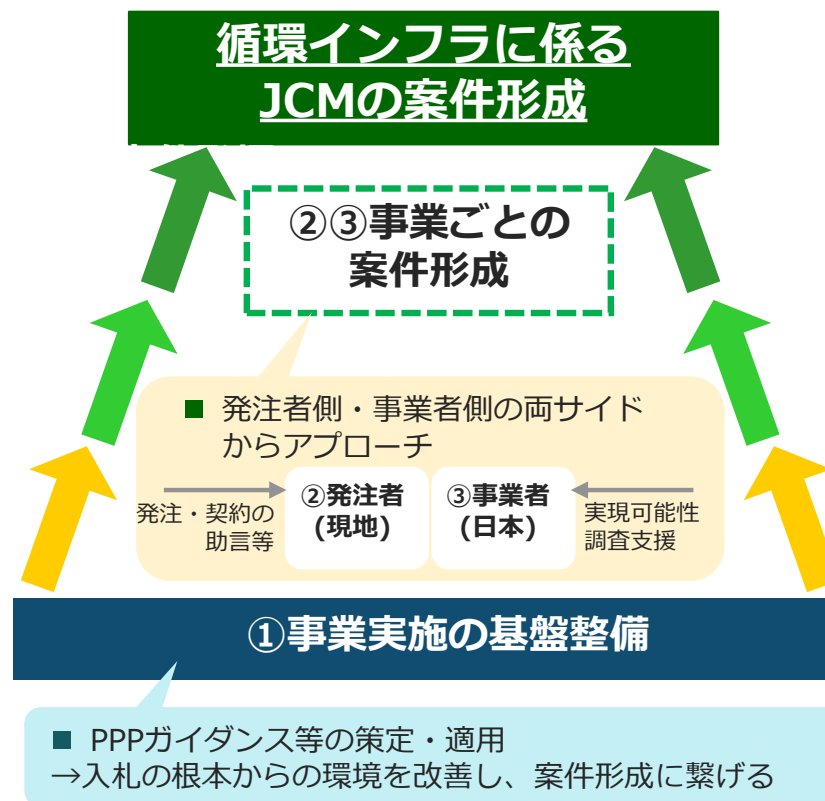 循環インフラに係る
JCMの案件形成
②③事業ごとの
案件形成
■ 発注者側・事業者側の両サイド
からアプローチ
発注・契約の
助言等
②発注者
(現地)
③事業者
(日本)
実現可能性
調査支援
①事業実施の基盤整備
■ PPPガイダンス等の策定・適用
→入札の根本からの環境を改善し、案件形成に繋げる